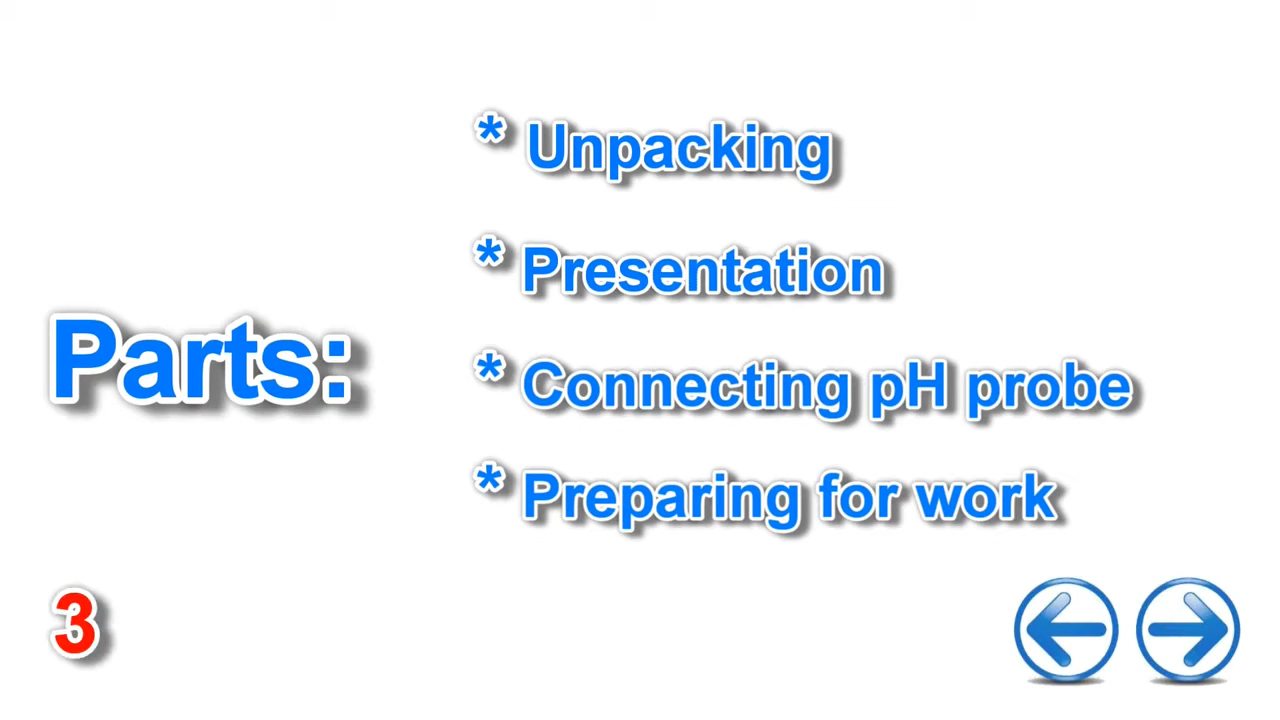 Parts:
* Unpacking
* Presentation
* Connecting pH probe
* Preparing for work
3